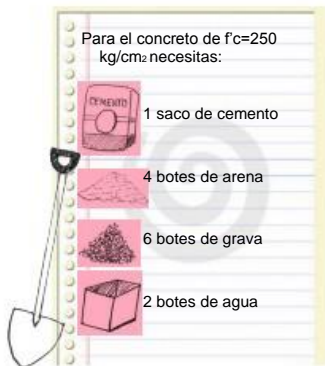 Para el concreto de f'c=250
kg/cm2 necesitas:
CEMENTO
1 saco de cemento
4 botes de arena
6 botes de grava
2 botes de agua